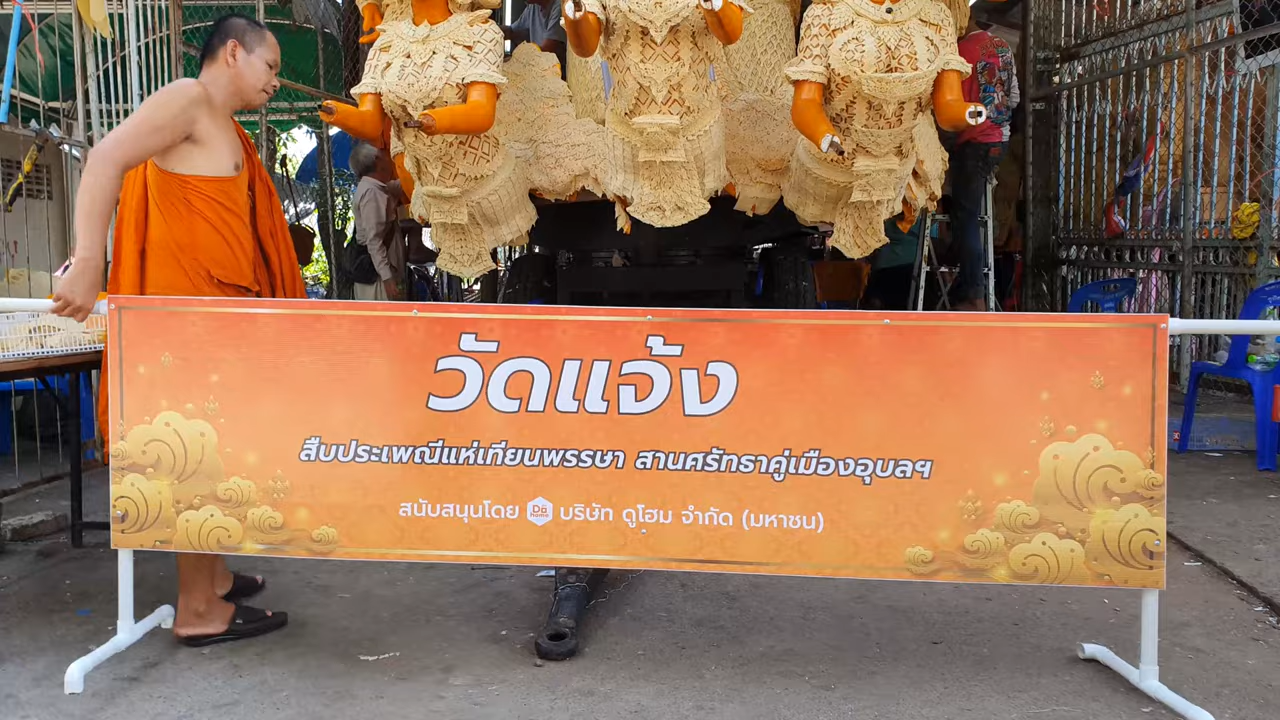 วัดแจ้ง
สืบประเพณีแห่เทียนพรรษา สานศรัทธาคู่เมืองอุบลฯ
สนับสนุนโดย Do Home บริษัท ดูโฮม จำกัด (มหาชน)